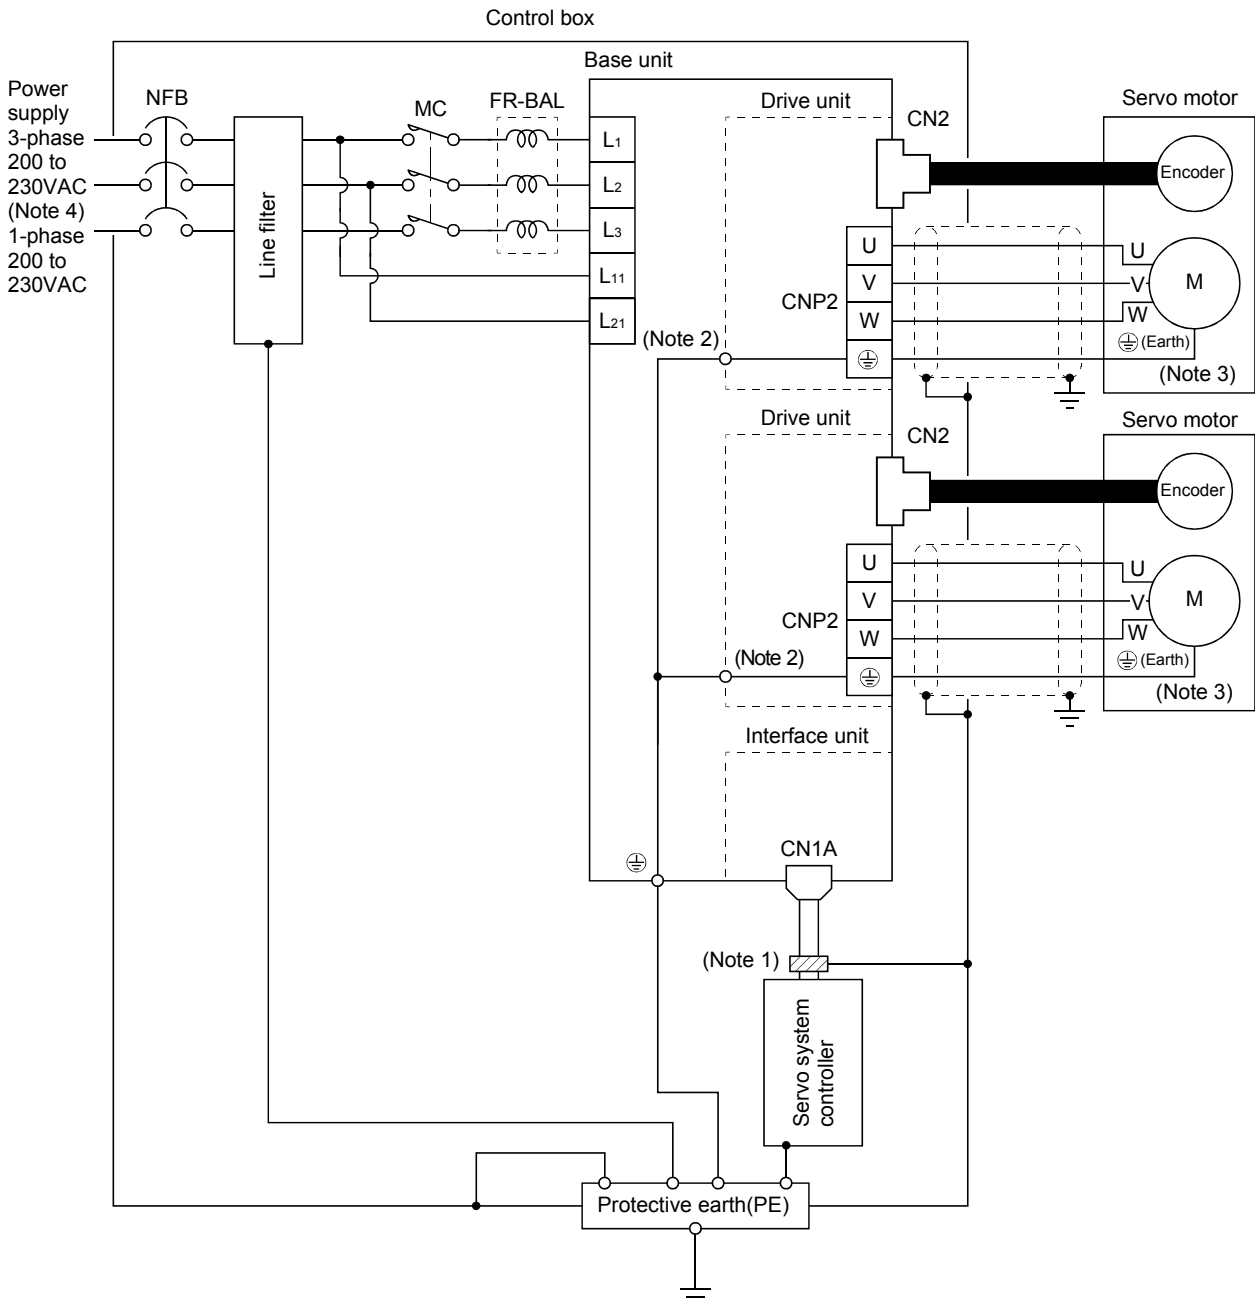 Control box
Base unit
Power
supply
3-phase
200 to
230VAC
(Note 4)
1-phase
200 to
230VAC
NFB
Line filter
MC
FR-BAL
L1
L2
L3
L11
L21
Drive unit
CN2
Servo motor
Encoder
CNP2
U
V
W
U
V
W
M
(Earth)
(Note 2)
(Note 3)
Drive unit
CN2
Servo motor
Encoder
CNP2
U
V
W
U
V
W
M
(Earth)
(Note 2)
(Note 3)
Interface unit
CN1A
(Note 1)
Servo system
controller
Protective earth(PE)